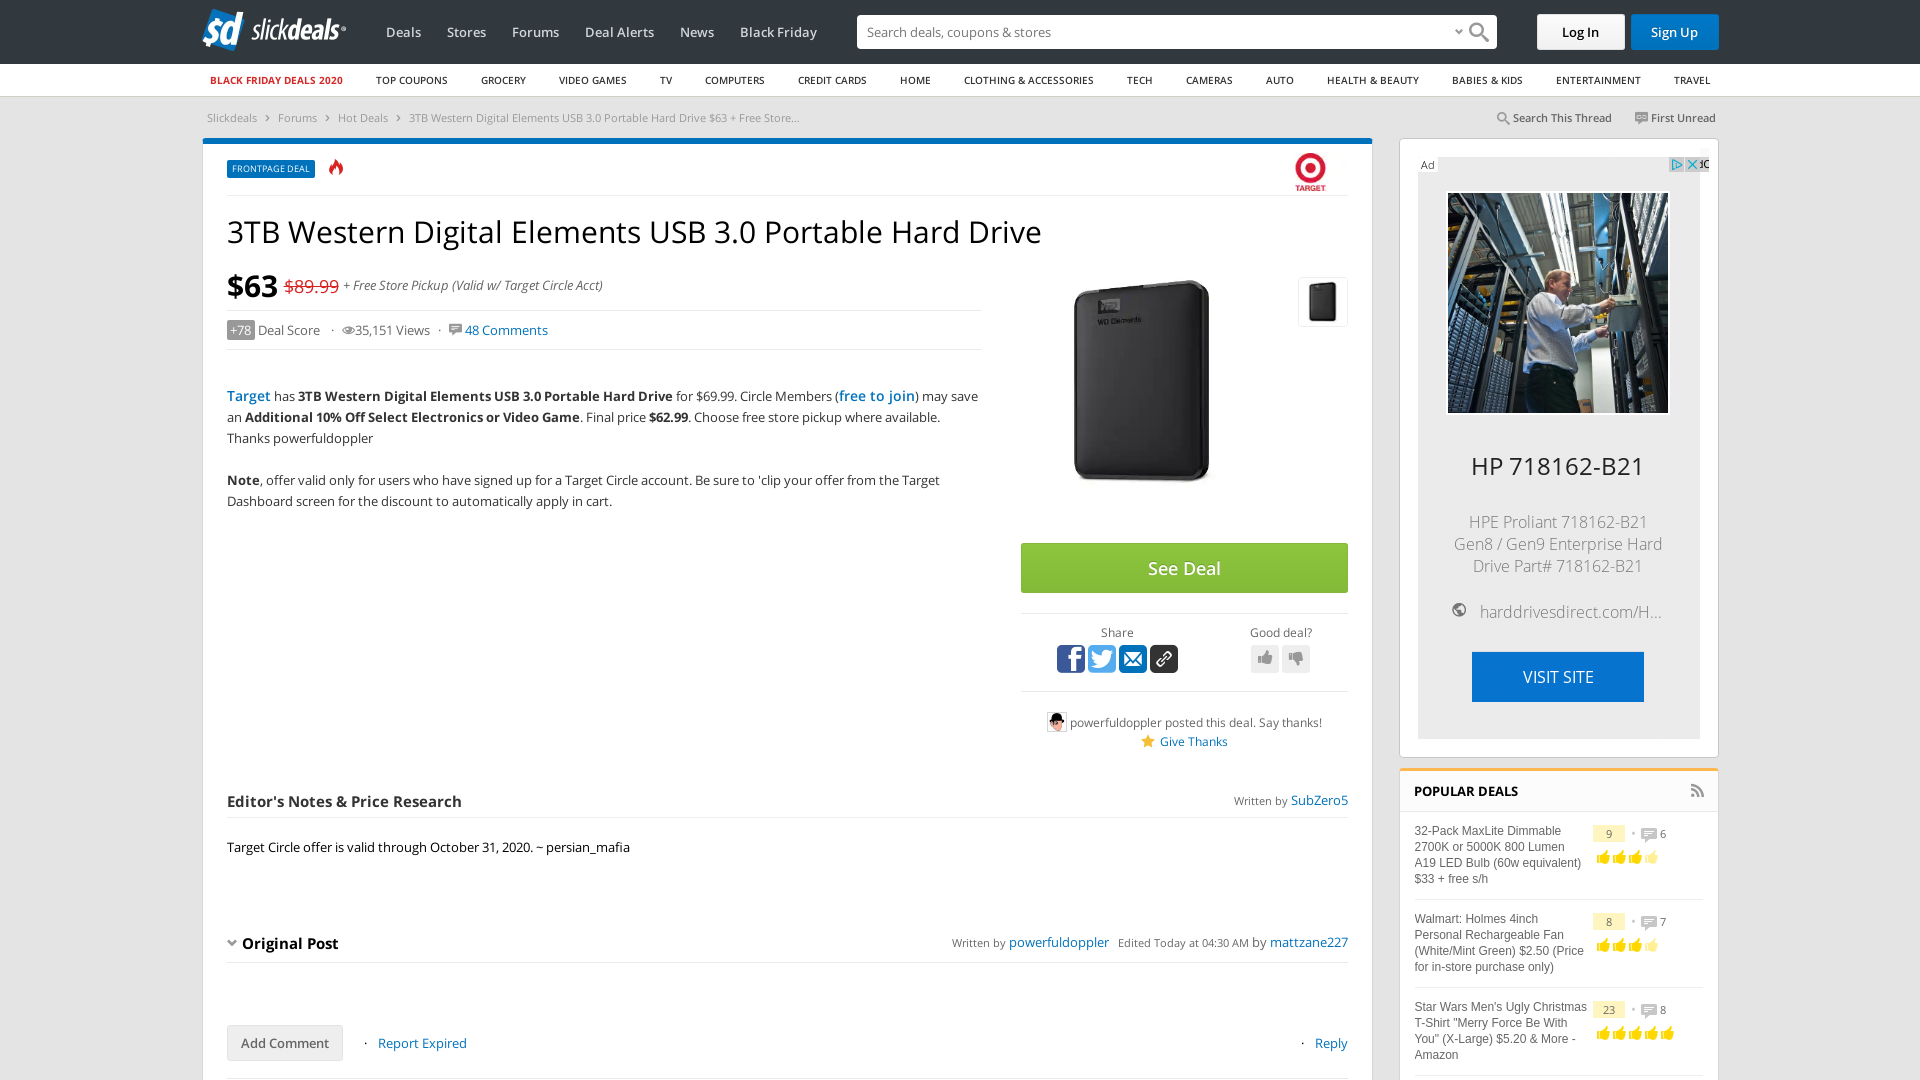 sd slickdeals
Deals Stores Forums Deal Alerts News Black Friday
Search deals, coupons & shopping
Log In Sign Up
BLACK FRIDAY DEALS 2020 TOP COUPONS GROCERY VIDEO GAMES TV COMPUTERS CREDIT CARDS HOME CLOTHING & ACCESSORIES TECH CAMERAS AUTO HEALTH & BEAUTY BABIES & KIDS ENTERTAINMENT TRAVEL
Slickdeals › Forums › Hot Deals › 3TB Western Digital Elements USB 3.0 Portable Hard Drive $63 + Free Store...
Search This Thread First Unread
FRONTPAGE DEAL
TARGET
3TB Western Digital Elements USB 3.0 Portable Hard Drive
$63 $89.99 + Free Store Pickup (Valid w/ Target Circle Acct)
+78 Deal Score · 35,151 Views · 48 Comments
WD Elements
Target has 3TB Western Digital Elements USB 3.0 Portable Hard Drive for $69.99. Circle Members (free to join) may save
an Additional 10% Off Select Electronics or Video Game. Final price $62.99. Choose free store pickup where available.
Thanks powerfuldoppler
Note, offer valid only for users who have signed up for a Target Circle account. Be sure to 'clip your offer from the Target
Dashboard screen for the discount to automatically apply in cart.
See Deal
Share Good deal?
powerfuldoppler posted this deal. Say thanks!
Give Thanks
Editor's Notes & Price Research
Written by SubZero5
Target Circle offer is valid through October 31, 2020. ~ persian_mafia
Original Post
Written by powerfuldoppler Edited Today at 04:30 AM by mattzane227
Add Comment · Report Expired
· Reply
Ad
HP 718162-B21
HPE Proliant 718162-B21
Gen8 / Gen9 Enterprise Hard
Drive Part# 718162-B21
harddrivesdirect.com/H...
VISIT SITE
POPULAR DEALS
32-Pack MaxLite Dimmable
2700K or 5000K 800 Lumen
A19 LED Bulb (60w equivalent)
$33 + free s/h
9 • 6
Walmart: Holmes 4inch
Personal Rechargeable Fan
(White/Mint Green) $2.50 (Price
for in-store purchase only)
8 • 7
Star Wars Men's Ugly Christmas
T-Shirt "Merry Force Be With
You" (X-Large) $5.20 & More -
Amazon
23 • 8